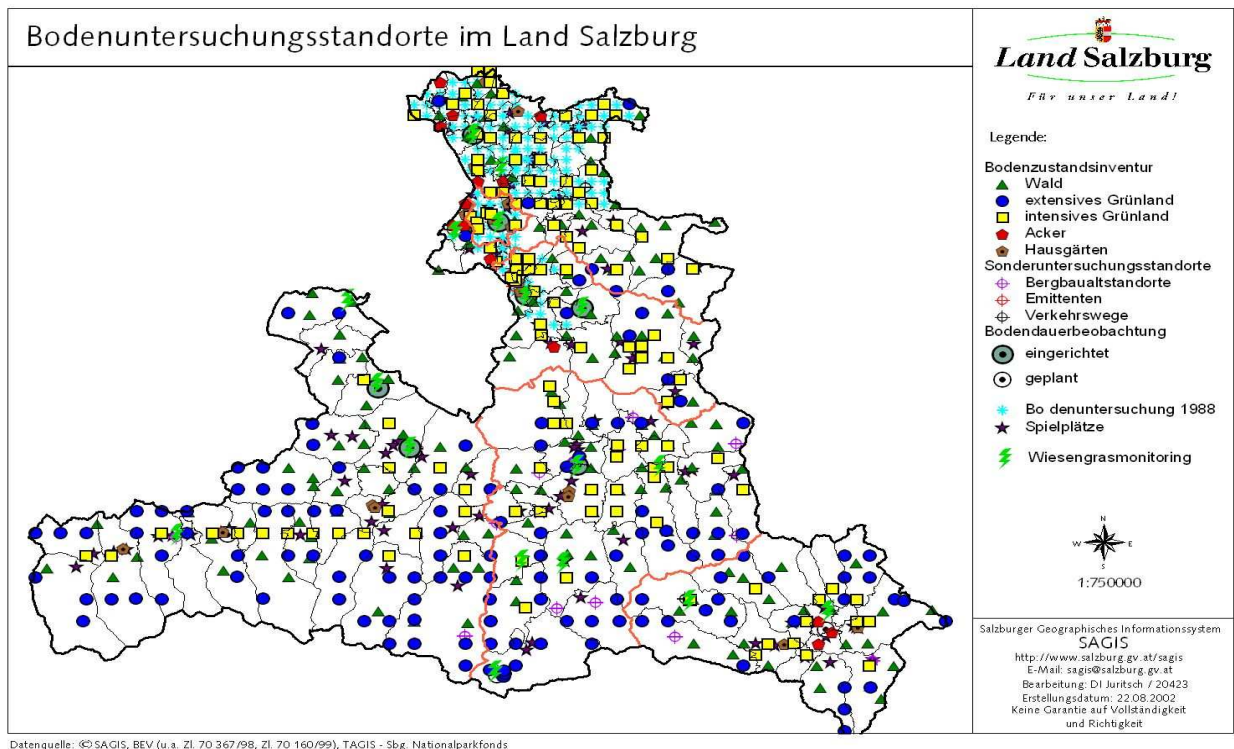 Bodenuntersuchungsstandorte im Land Salzburg
Land Salzburg
Für unser Land!
Legende:
Bodenzustandsinventur
Wald
extensives Grünland
intensives Grünland
Acker
Hausgärten
Sonderuntersuchungsstandorte
Bergbaualtstandorte
Emittenten
Verkehrswege
Bodendauerbeobachtung
eingerichtet
geplant
Bo denuntersuchung 1988
Spielplätze
Wiesengrasmonitoring
N
W E
S
1:750000
Salzburger Geographisches Informationssystem
SAGIS
http://www.salzburg.gv.at/sagis
E-Mail: sagis@salzburg.gv.at
Bearbeitung: DI Juritsch / 20423
Erstellungsdatum: 22.08.2002
Keine Garantie auf Vollständigkeit
und Richtigkeit
Datenquelle: © SAGIS, BEV (u.a. Zl. 70 367/98, Zl. 70 160/99), TAGIS - Sbg. Nationalparkfonds